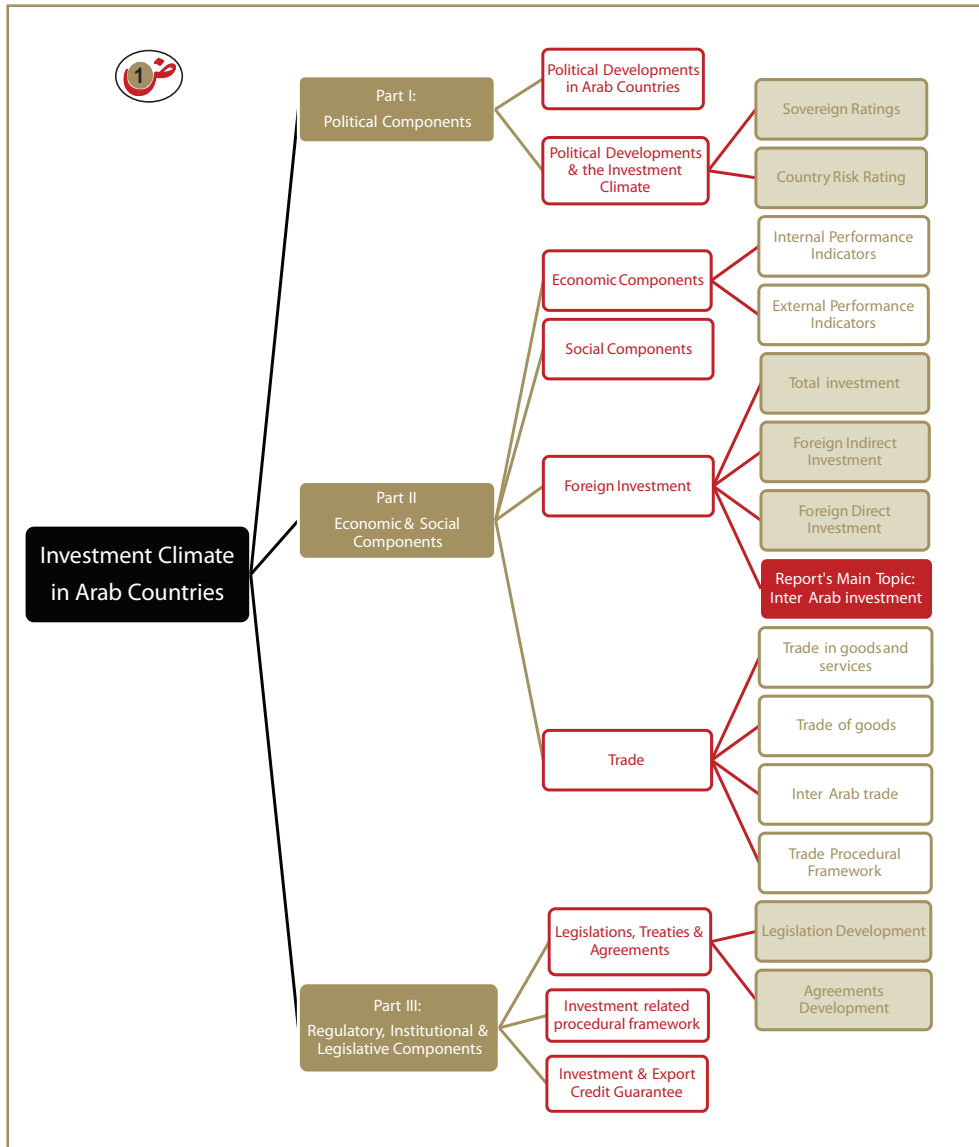 1
ض
Investment Climate
in Arab Countries
Part I:
Political Components
Political Developments
in Arab Countries
Political Developments
& the Investment
Climate
Sovereign Ratings
Country Risk Rating
Part II
Economic & Social
Components
Economic Components
Internal Performance
Indicators
External Performance
Indicators
Social Components
Foreign Investment
Total investment
Foreign Indirect
Investment
Foreign Direct
Investment
Report's Main Topic:
Inter Arab investment
Trade
Trade in goods and
services
Trade of goods
Inter Arab trade
Trade Procedural
Framework
Part III:
Regulatory, Institutional &
Legislative Components
Legislations, Treaties &
Agreements
Legislation Development
Agreements
Development
Investment related
procedural framework
Investment & Export
Credit Guarantee